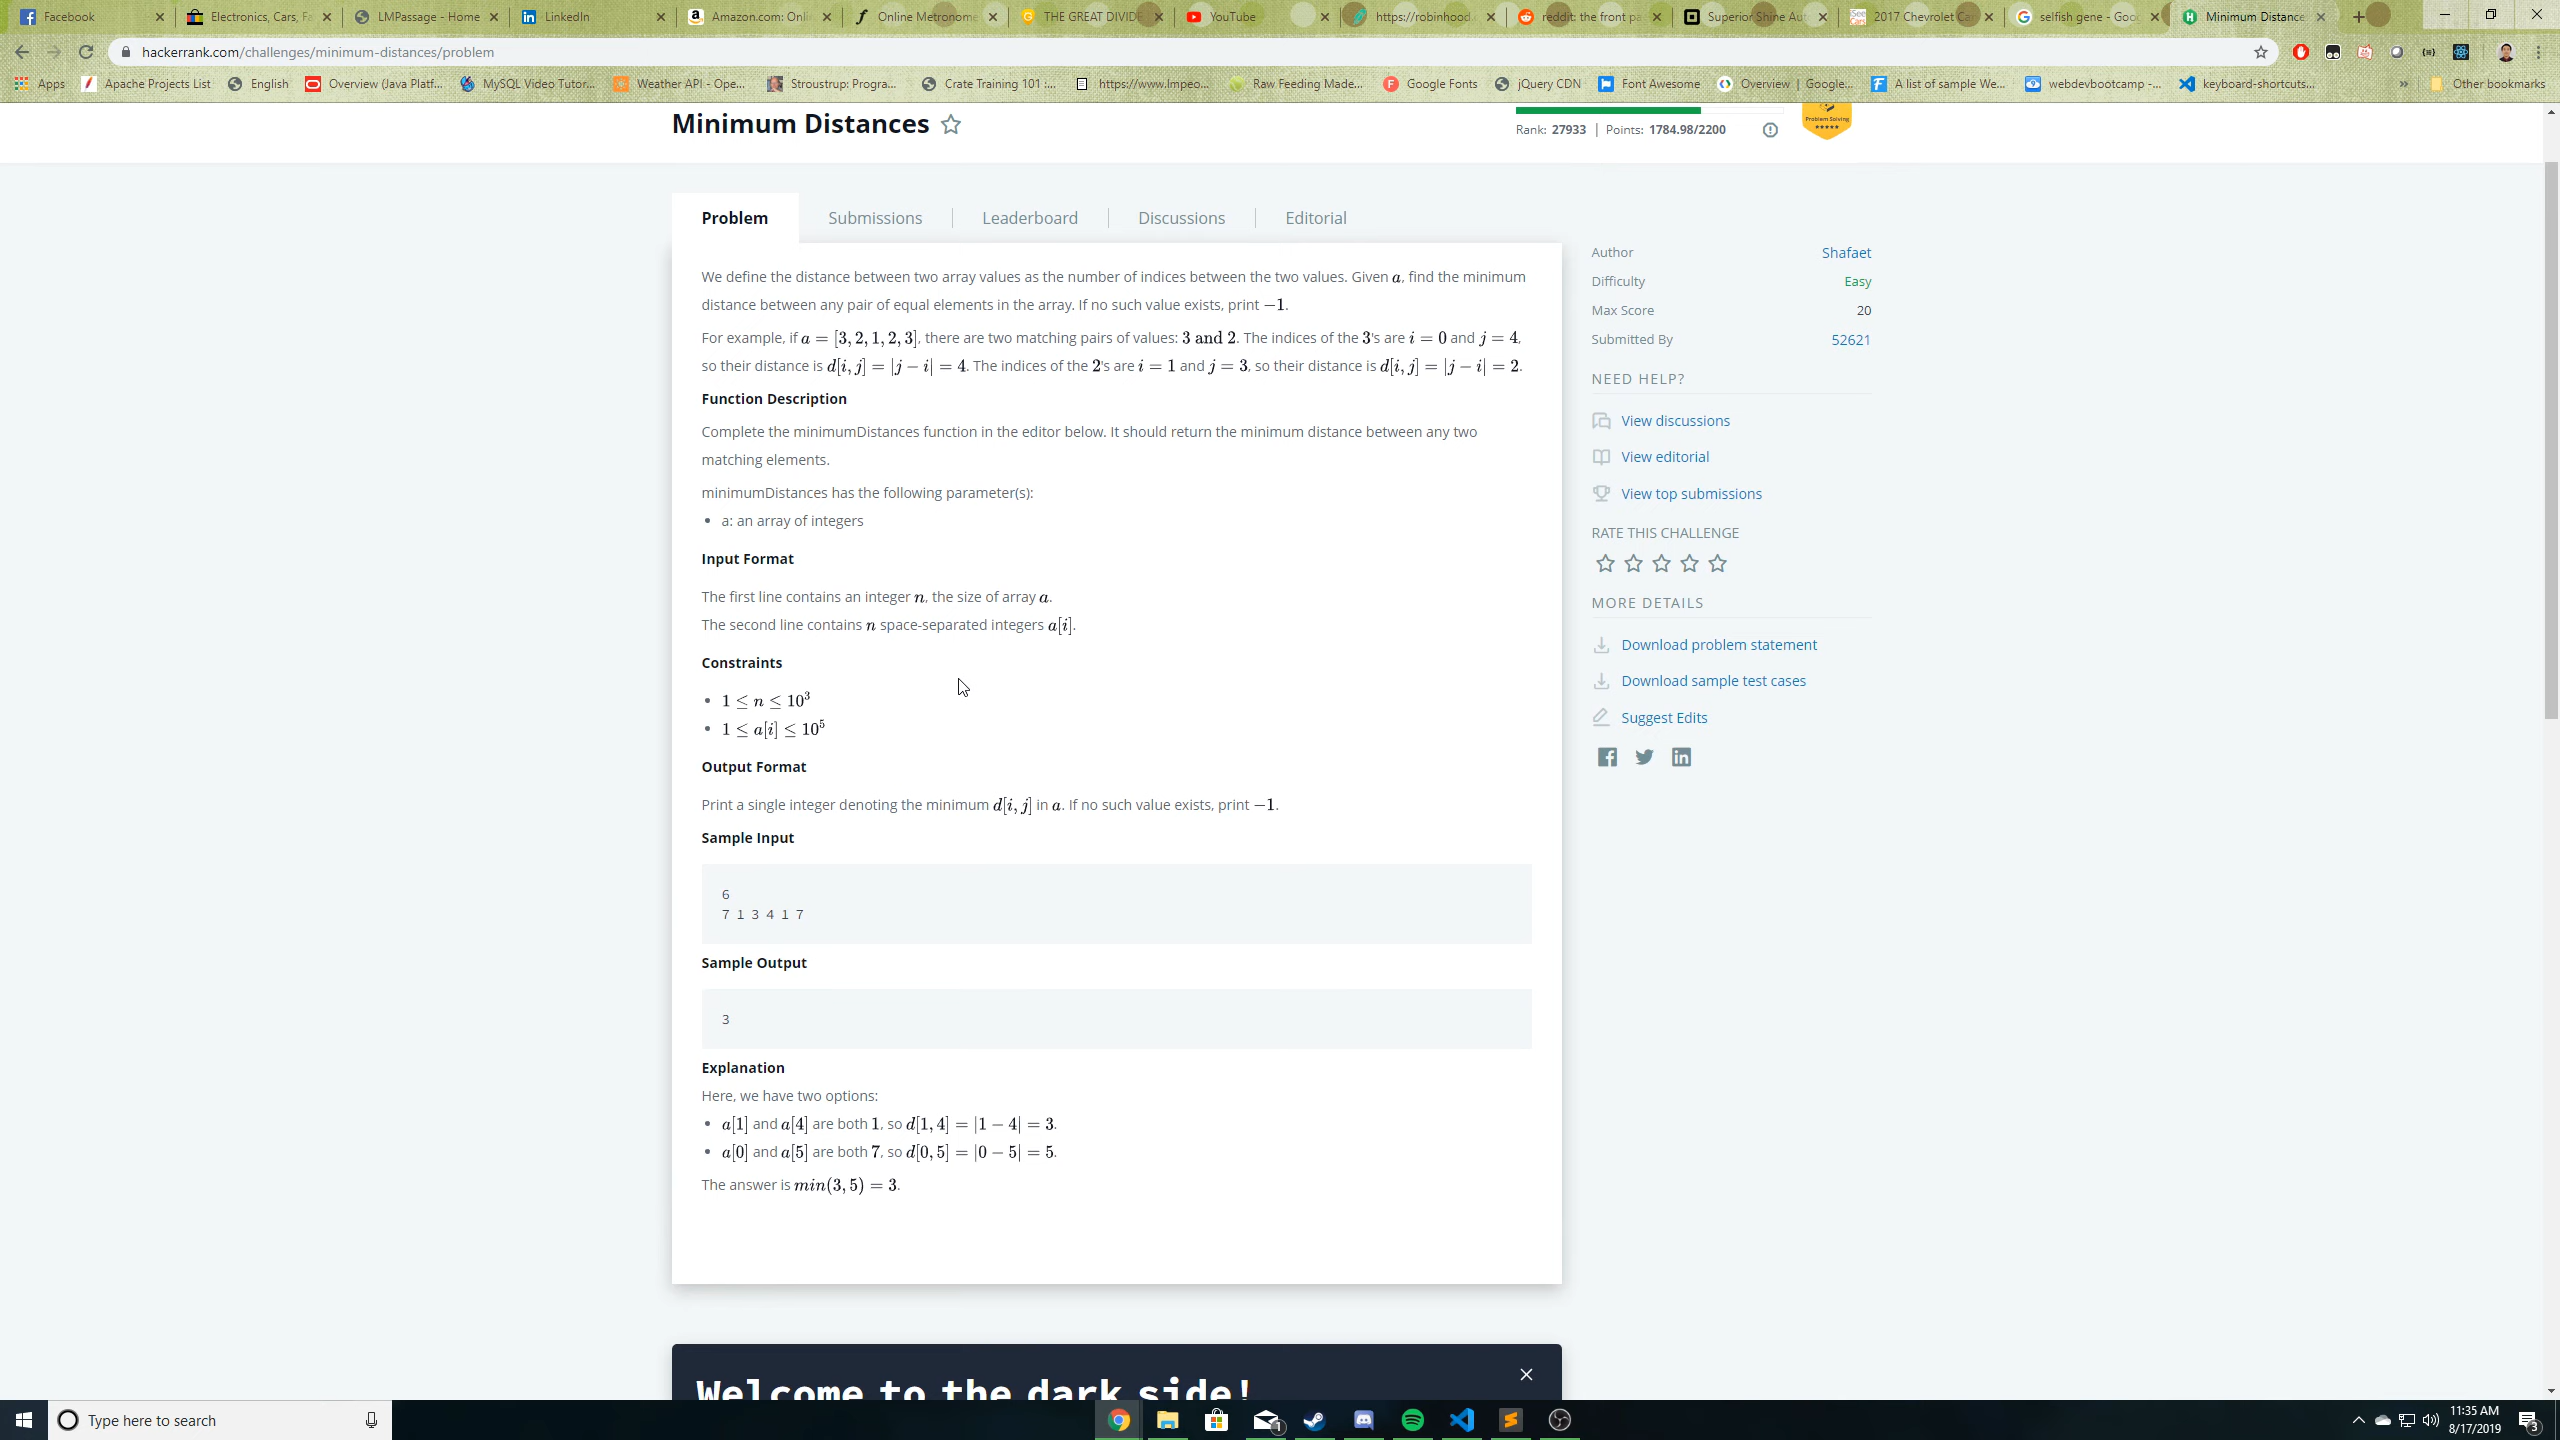 Facebook
Electronics, Cars, Fa
LMPassage - Home
LinkedIn
Amazon.com: Onli
Online Metronome
THE GREAT DIVIDE
YouTube
https://robinhood.
reddit: the front pa
Superior Shine Aut
2017 Chevrolet Ca
selfish gene - Goo
Minimum Distance
hackerrank.com/challenges/minimum-distances/problem
Apps
Apache Projects List
English
Overview (Java Platf...
MySQL Video Tutor...
Weather API - Ope...
Stroustrup: Progra...
Crate Training 101 :...
https://www.lmpeo...
Raw Feeding Made...
Google Fonts
jQuery CDN
Font Awesome
Overview | Google...
A list of sample We...
webdevbootcamp -...
keyboard-shortcuts...
»
Other bookmarks
Minimum Distances
Rank: 27933 | Points: 1784.98/2200
Problem Solving
Problem
Submissions
Leaderboard
Discussions
Editorial
We define the distance between two array values as the number of indices between the two values. Given a, find the minimum
distance between any pair of equal elements in the array. If no such value exists, print −1.
For example, if a = [3, 2, 1, 2, 3], there are two matching pairs of values: 3 and 2. The indices of the 3's are i = 0 and j = 4,
so their distance is d[i, j] = |j − i| = 4. The indices of the 2's are i = 1 and j = 3, so their distance is d[i, j] = |j − i| = 2.
Function Description
Complete the minimumDistances function in the editor below. It should return the minimum distance between any two
matching elements.
minimumDistances has the following parameter(s):
• a: an array of integers
Input Format
The first line contains an integer n, the size of array a.
The second line contains n space-separated integers a[i].
Constraints
• 1 ≤ n ≤ 10³
• 1 ≤ a[i] ≤ 10⁵
Output Format
Print a single integer denoting the minimum d[i, j] in a. If no such value exists, print −1.
Sample Input
6
7 1 3 4 1 7
Sample Output
3
Explanation
Here, we have two options:
• a[1] and a[4] are both 1, so d[1, 4] = |1 − 4| = 3.
• a[0] and a[5] are both 7, so d[0, 5] = |0 − 5| = 5.
The answer is min(3, 5) = 3.
Author
Shafaet
Difficulty
Easy
Max Score
20
Submitted By
52621
NEED HELP?
View discussions
View editorial
View top submissions
RATE THIS CHALLENGE
MORE DETAILS
Download problem statement
Download sample test cases
Suggest Edits
Welcome to the dark side!
Type here to search
1
11:35 AM
8/17/2019
3